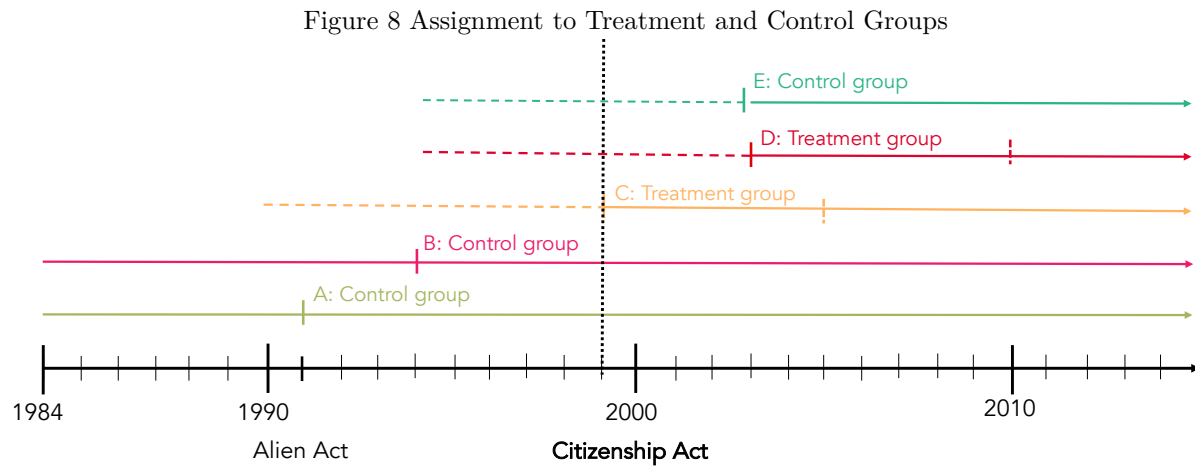 Figure 8 Assignment to Treatment and Control Groups
E: Control group
D: Treatment group
C: Treatment group
B: Control group
A: Control group
1984 1990 2000 2010
Alien Act Citizenship Act